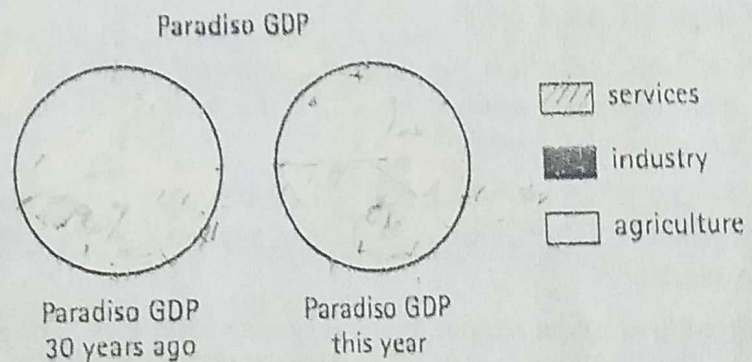 Paradiso GDP
services
industry
agriculture
Paradiso GDP
30 years ago
Paradiso GDP
this year